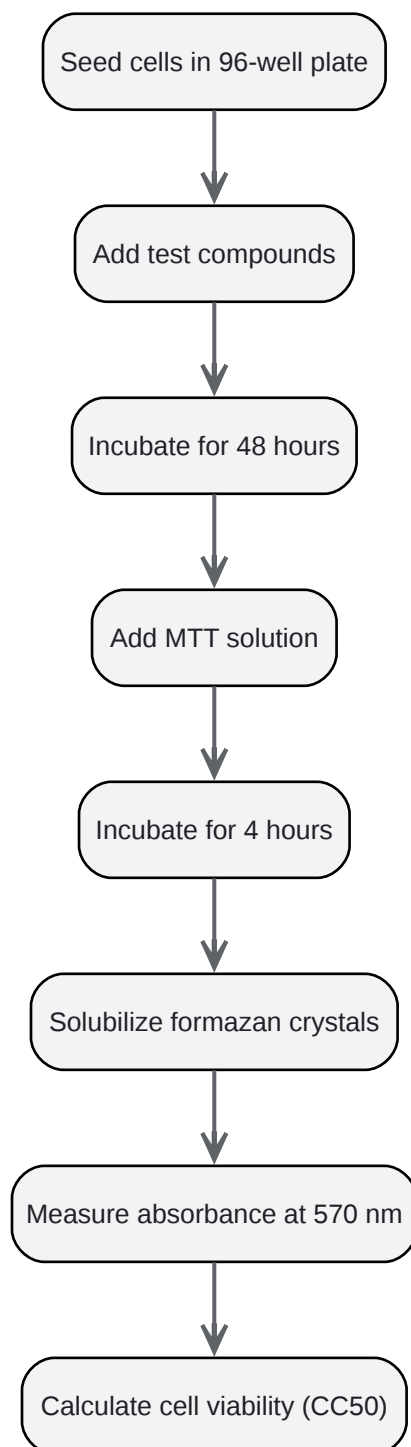 Seed cells in 96-well plate
Add test compounds
Incubate for 48 hours
Add MTT solution
Incubate for 4 hours
Solubilize formazan crystals
Measure absorbance at 570 nm
Calculate cell viability (CC50)